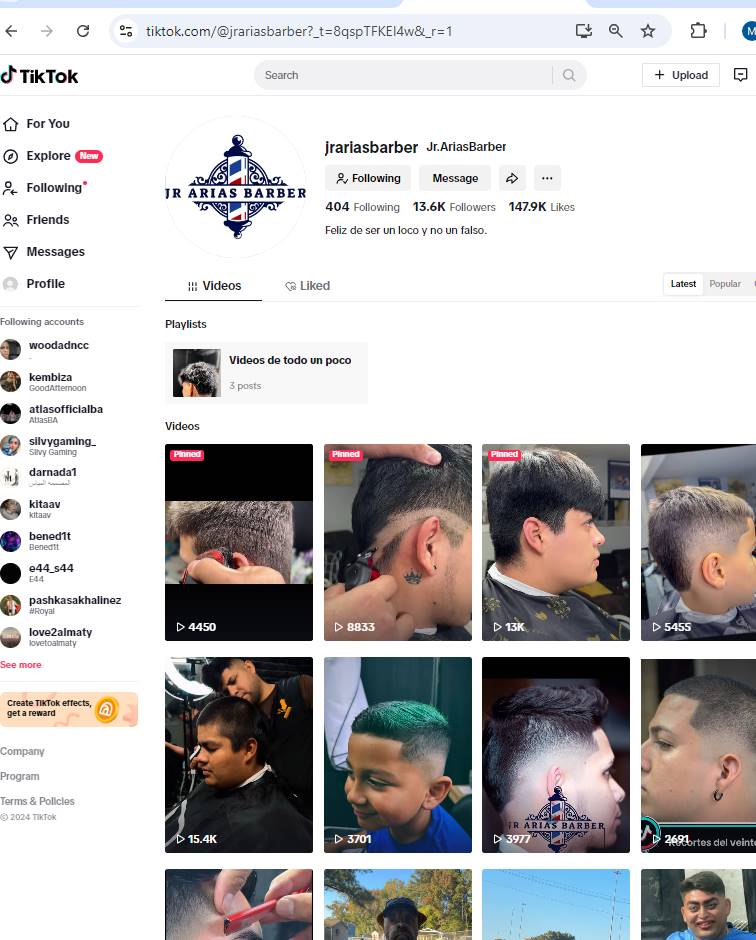 tiktok.com/@jrariasbarber?_t=8qspTFKEl4w&_r=1
M
TikTok
Search
Upload
For You
Explore New
Following
Friends
Messages
Profile
Following accounts
woodadncc
.
kembiza
GoodAfternoon
atlasofficialba
AtlasBA
silvygaming_
Silvy Gaming
darnada1
kitaav
kitaav
bened1t
Bened1t
e44_s44
E44
pashkasakhalinez
#Royal
love2almaty
lovetoalmaty
See more
Create TikTok effects,
get a reward
Company
Program
Terms & Policies
© 2024 TikTok
JR ARIAS BARBER
jrariasbarber Jr.AriasBarber
Following Message
404 Following 13.6K Followers 147.9K Likes
Feliz de ser un loco y no un falso.
Videos Liked
Latest Popular
Playlists
Videos de todo un poco
3 posts
Videos
Pinned Pinned Pinned
4450 8833 13K 5455
JR ARIAS BARBER
15.4K 3701 3977 2691